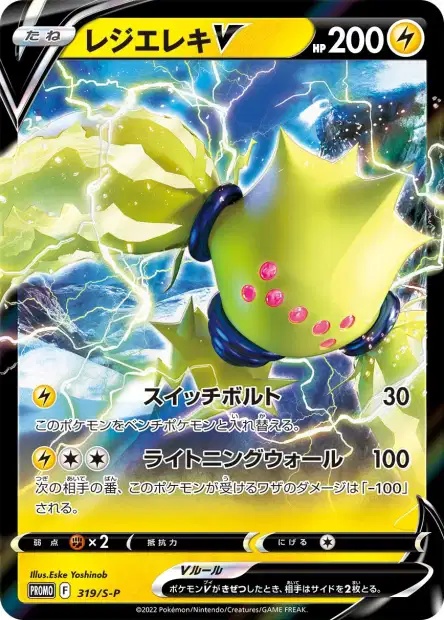 たね
レジエレキV HP 200
スイッチボルト 30
このポケモンをベンチポケモンと入れ替える。
ライトニングウォール 100
次の相手の番、このポケモンが受けるワザのダメージは「-100」
される。
弱点 ×2 抵抗力 にげる
Vルール
ポケモンVがきぜつしたとき、相手はサイドを2枚とる。
Illus.Eske Yoshinob
PROMO F 319/S-P
©2022 Pokémon/Nintendo/Creatures/GAME FREAK.